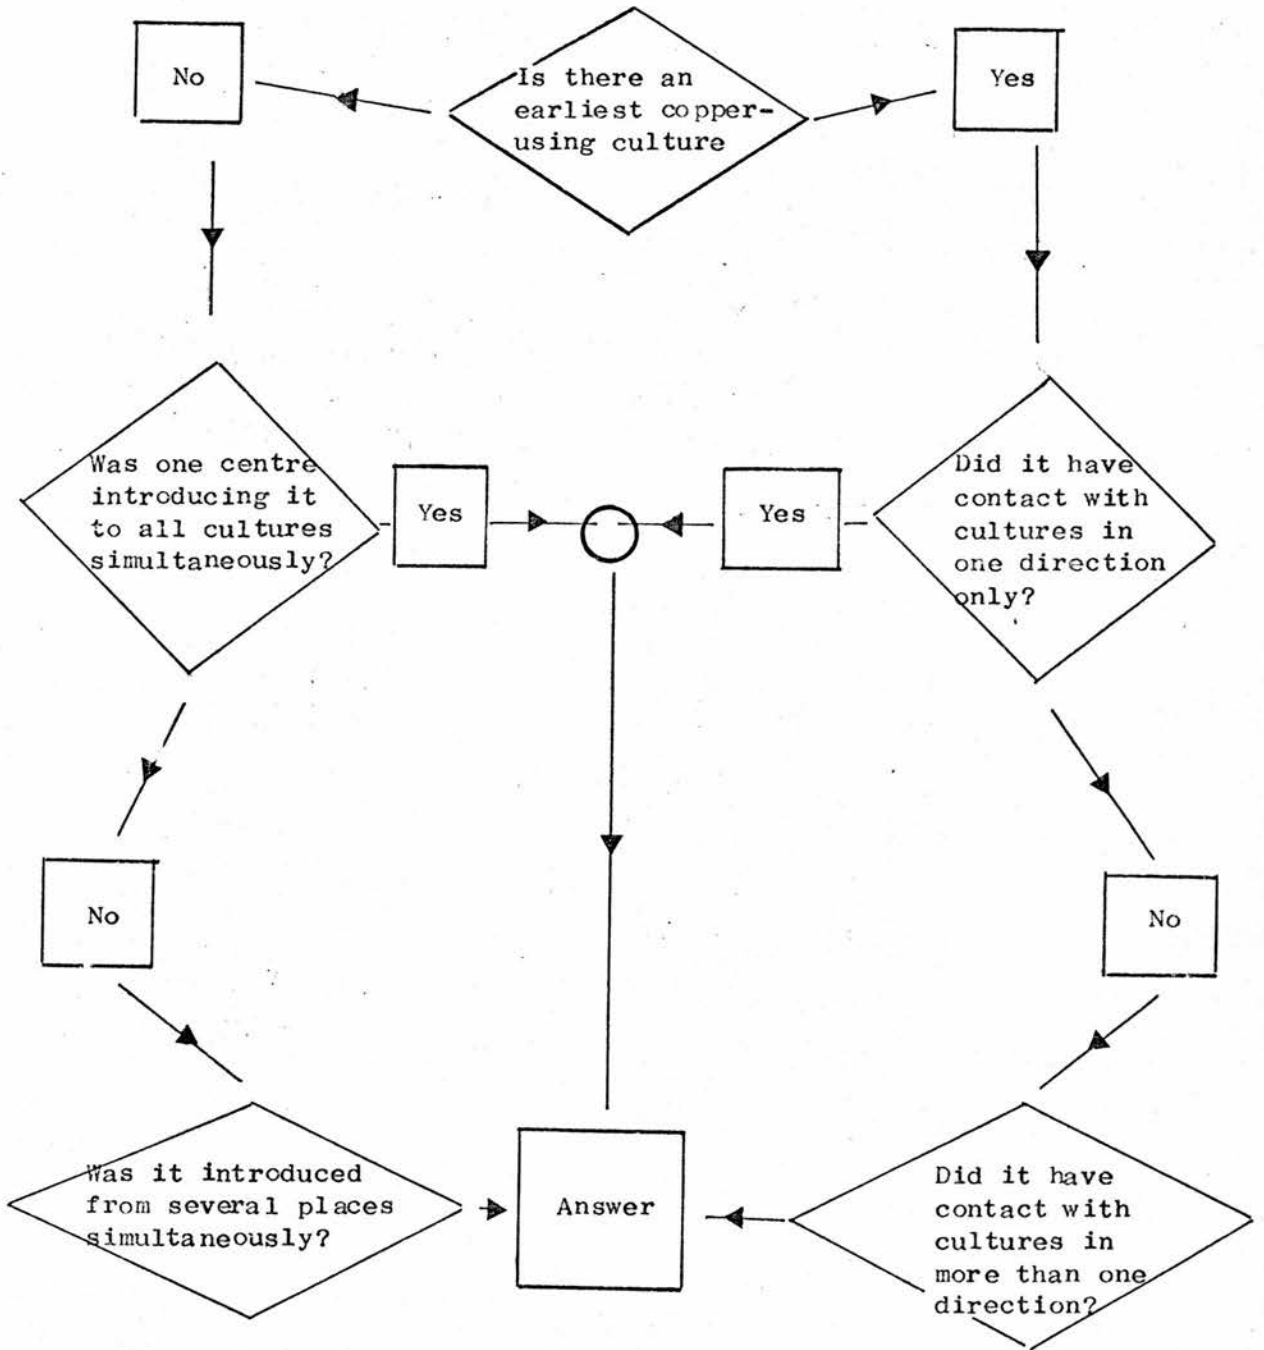 No
Is there an
earliest copper-
using culture
Yes
Was one centre
introducing it
to all cultures
simultaneously?
Yes
Yes
Did it have
contact with
cultures in
one direction
only?
No
No
Was it introduced
from several places
simultaneously?
Answer
Did it have
contact with
cultures in
more than one
direction?